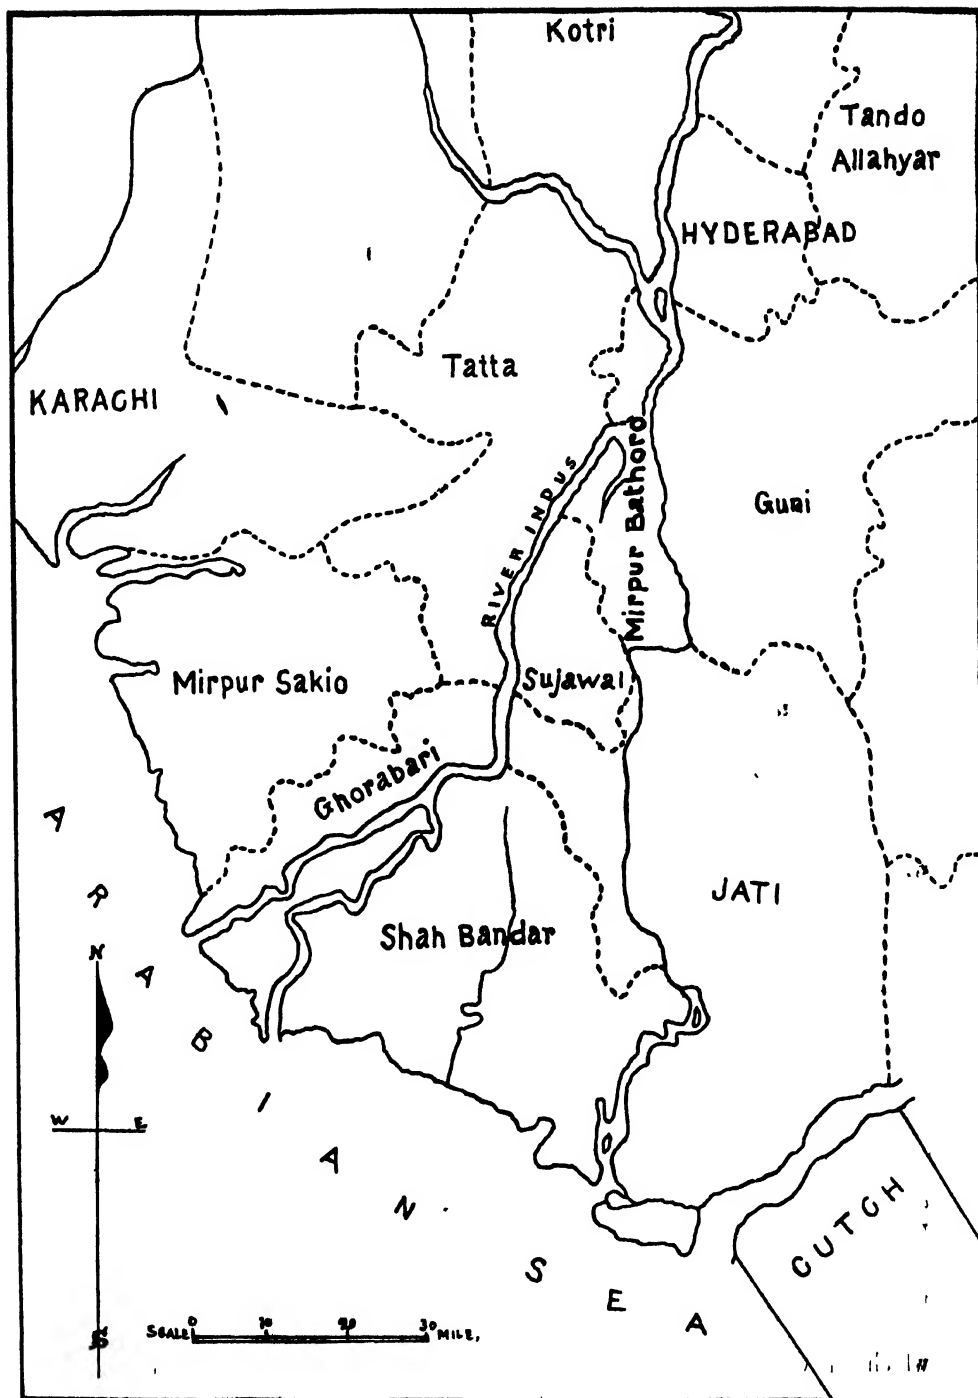 Kotri
Tando
Allahyar
HYDERABAD
Tatta
KARACHI
RIVER INDUS
Mirpur Bathoro
Guni
Mirpur Sakio
Sujawal
Ghorabari
JATI
Shah Bandar
ARABIAN SEA
N
W E
S
CUTCH
0 10 20 30
SCALE MILE.